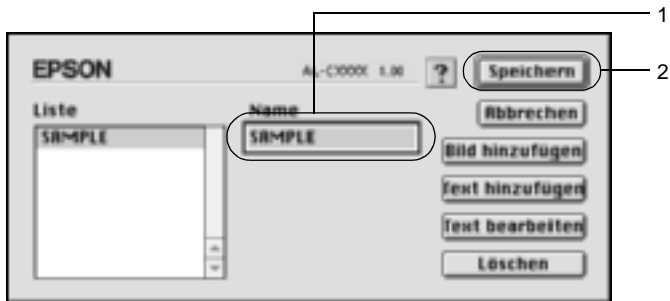 1
EPSON
AL-CXXXX 1.00
?
Speichern
2
Liste
Name
Abbrechen
SAMPLE
SAMPLE
Bild hinzufügen
Text hinzufügen
Text bearbeiten
Löschen